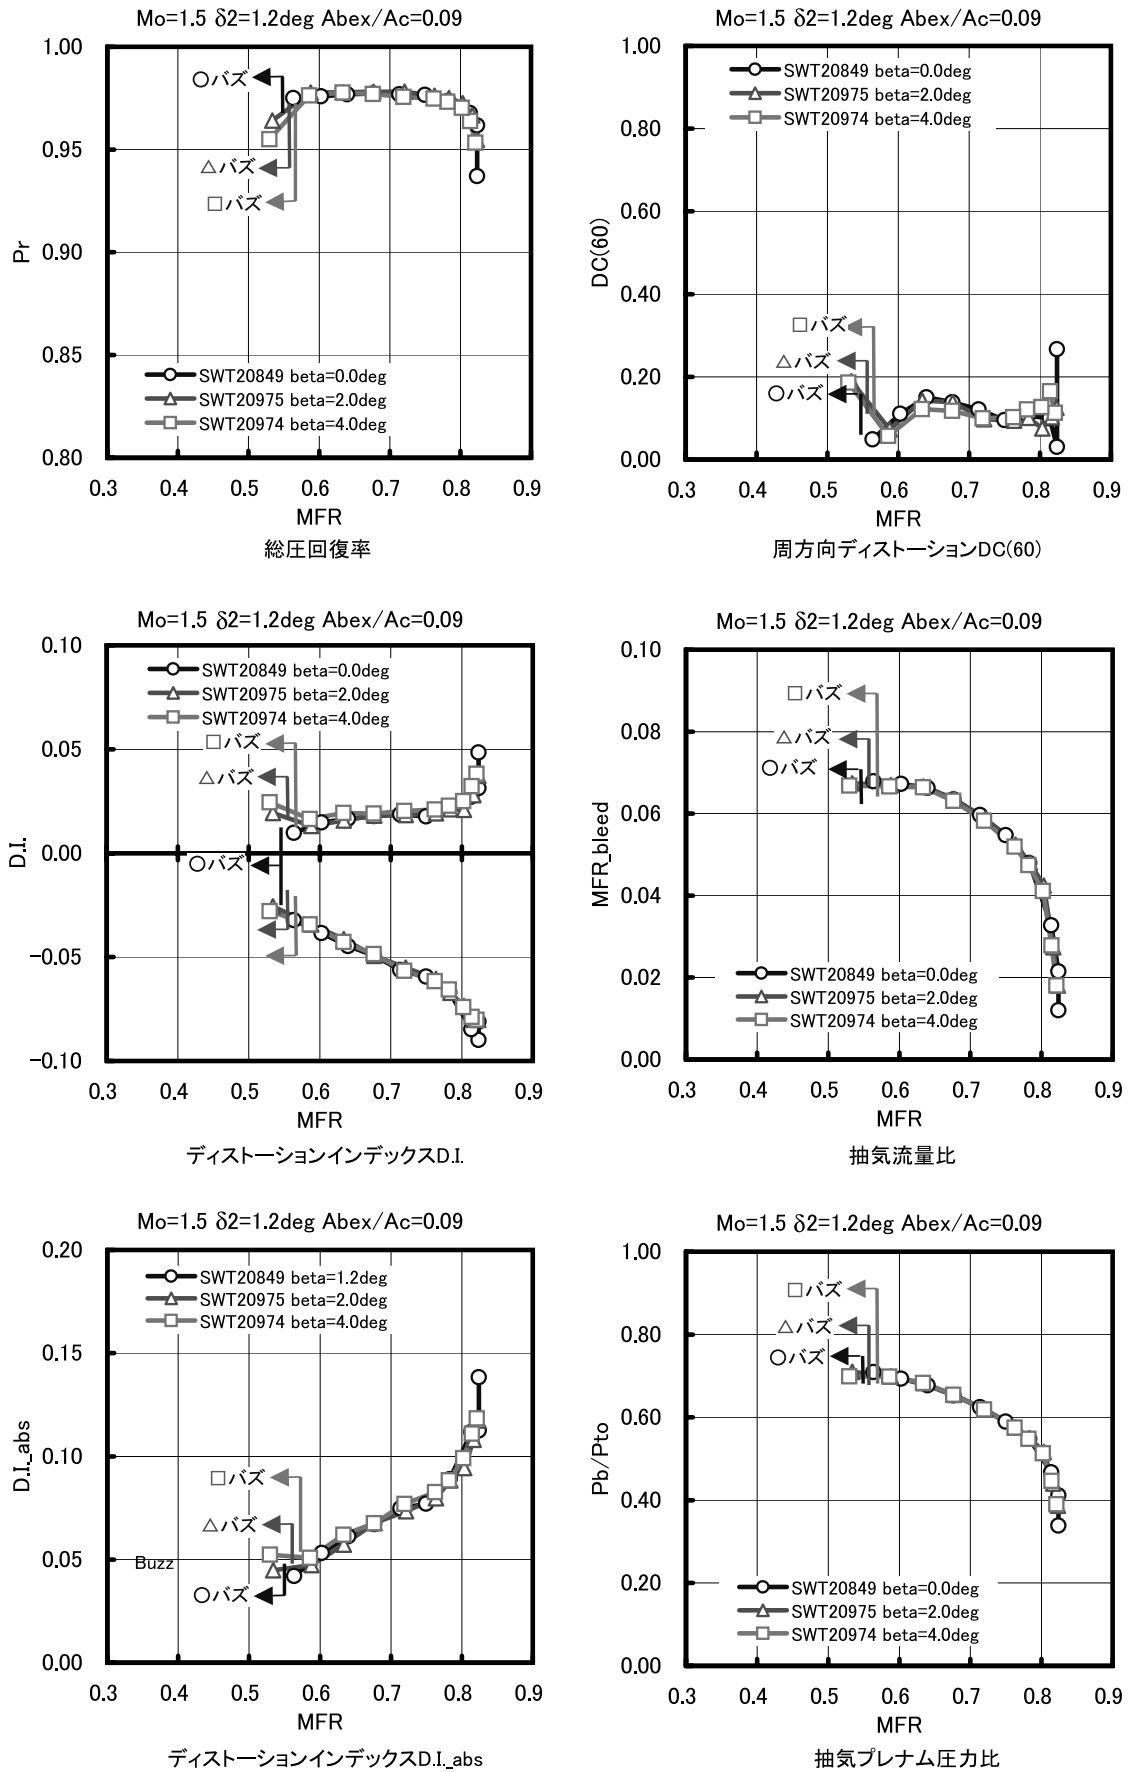 Mo=1.5 δ2=1.2deg Abex/Ac=0.09
1.00
0.95
0.90
0.85
0.80
Pr
○バズ
△バズ
□バズ
SWT20849 beta=0.0deg
SWT20975 beta=2.0deg
SWT20974 beta=4.0deg
0.3 0.4 0.5 0.6 0.7 0.8 0.9
MFR
総圧回復率
Mo=1.5 δ2=1.2deg Abex/Ac=0.09
1.00
0.80
0.60
0.40
0.20
0.00
DC(60)
SWT20849 beta=0.0deg
SWT20975 beta=2.0deg
SWT20974 beta=4.0deg
□バズ
△バズ
○バズ
0.3 0.4 0.5 0.6 0.7 0.8 0.9
MFR
周方向ディストーションDC(60)
Mo=1.5 δ2=1.2deg Abex/Ac=0.09
0.10
0.05
0.00
-0.05
-0.10
D.I.
SWT20849 beta=0.0deg
SWT20975 beta=2.0deg
SWT20974 beta=4.0deg
□バズ
△バズ
○バズ
0.3 0.4 0.5 0.6 0.7 0.8 0.9
MFR
ディストーションインデックスD.I.
Mo=1.5 δ2=1.2deg Abex/Ac=0.09
0.10
0.08
0.06
0.04
0.02
0.00
MFR_bleed
□バズ
△バズ
○バズ
SWT20849 beta=0.0deg
SWT20975 beta=2.0deg
SWT20974 beta=4.0deg
0.3 0.4 0.5 0.6 0.7 0.8 0.9
MFR
抽気流量比
Mo=1.5 δ2=1.2deg Abex/Ac=0.09
0.20
0.15
0.10
0.05
0.00
D.I._abs
SWT20849 beta=1.2deg
SWT20975 beta=2.0deg
SWT20974 beta=4.0deg
□バズ
△バズ
Buzz
○バズ
0.3 0.4 0.5 0.6 0.7 0.8 0.9
MFR
ディストーションインデックスD.I._abs
Mo=1.5 δ2=1.2deg Abex/Ac=0.09
1.00
0.80
0.60
0.40
0.20
0.00
Pb/Pto
□バズ
△バズ
○バズ
SWT20849 beta=0.0deg
SWT20975 beta=2.0deg
SWT20974 beta=4.0deg
0.3 0.4 0.5 0.6 0.7 0.8 0.9
MFR
抽気プレナム圧力比